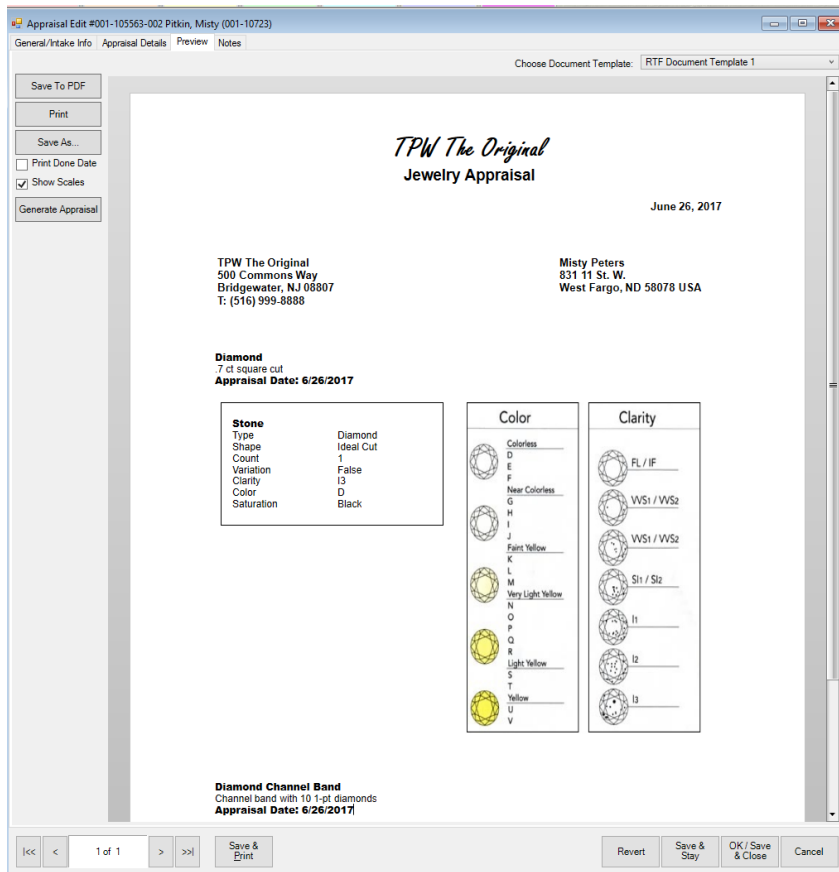 Appraisal Edit #001-105563-002 Pitkin, Misty (001-10723)
General/Intake Info Appraisal Details Preview Notes
Choose Document Template: RTF Document Template 1
Save To PDF
Print
Save As...
Print Done Date
Show Scales
Generate Appraisal
TPW The Original
Jewelry Appraisal
June 26, 2017
TPW The Original
500 Commons Way
Bridgewater, NJ 08807
T: (516) 999-8888
Misty Peters
831 11 St. W.
West Fargo, ND 58078 USA
Diamond
.7 ct square cut
Appraisal Date: 6/26/2017
Stone
Type Diamond
Shape Ideal Cut
Count 1
Variation False
Clarity I3
Color D
Saturation Black
Color
Colorless
D
E
F
Near Colorless
G
H
I
J
Faint Yellow
K
L
M
Very Light Yellow
N
O
P
Q
R
Light Yellow
S
T
Yellow
U
V
Clarity
FL / IF
VVS1 / VVS2
VVS1 / VVS2
SI1 / SI2
I1
I2
I3
Diamond Channel Band
Channel band with 10 1-pt diamonds
Appraisal Date: 6/26/2017
|<< < 1 of 1 > >>| Save & Print Revert Save & Stay OK / Save & Close Cancel